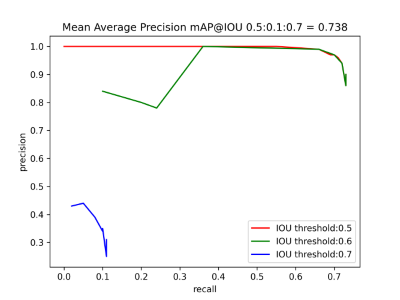 Mean Average Precision mAP@IOU 0.5:0.1:0.7 = 0.738
1.0
0.9
0.8
0.7
0.6
0.5
0.4
0.3
precision
IOU threshold:0.5
IOU threshold:0.6
IOU threshold:0.7
0.0 0.1 0.2 0.3 0.4 0.5 0.6 0.7
recall